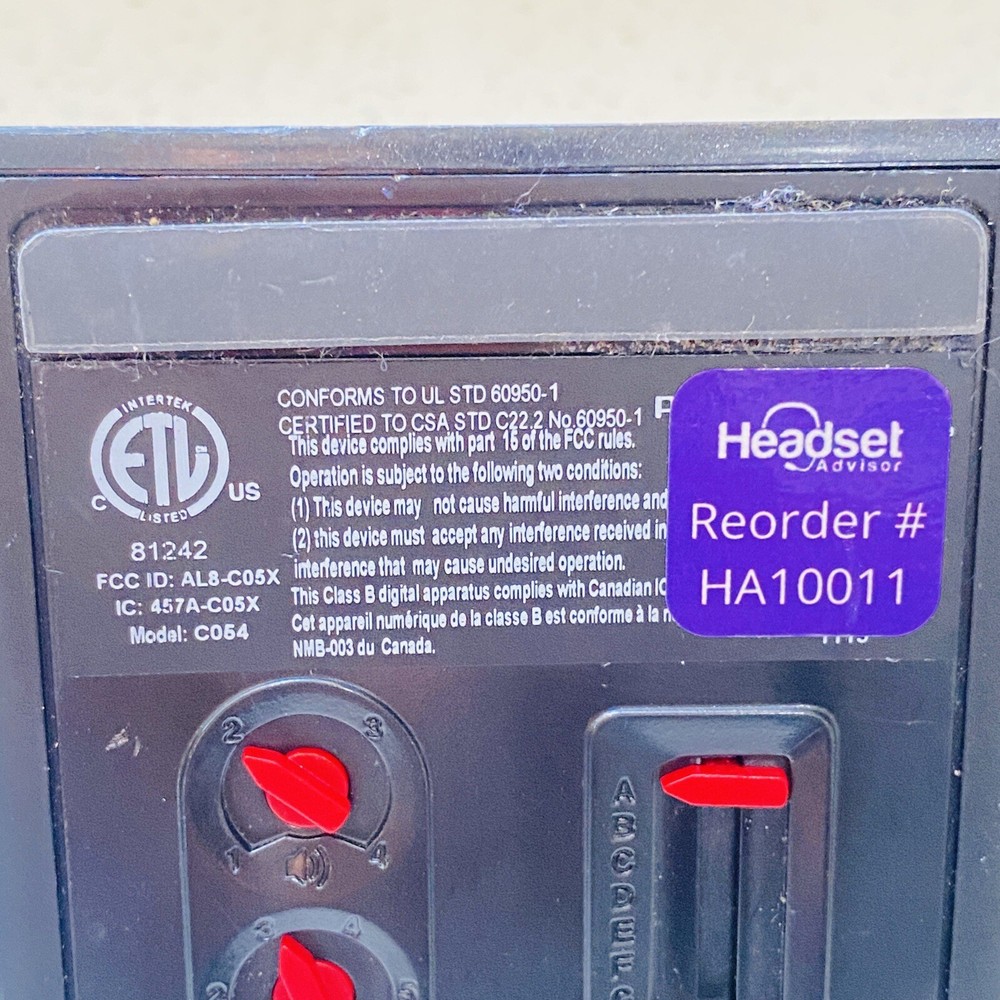 INTERTEK
ETL
C US
LISTED
81242
FCC ID: AL8-C05X
IC: 457A-C05X
Model: C054
CONFORMS TO UL STD 60950-1
CERTIFIED TO CSA STD C22.2 No.60950-1
This device complies with part 15 of the FCC rules.
Operation is subject to the following two conditions:
(1) This device may not cause harmful interference and
(2) this device must accept any interference received in
interference that may cause undesired operation.
This Class B digital apparatus complies with Canadian IC
Cet appareil numérique de la classe B est conforme à la n
NMB-003 du Canada.
P
Headset
Advisor
Reorder #
HA10011
2 3
1 4
3 4
A
B
C
D
E
F
G